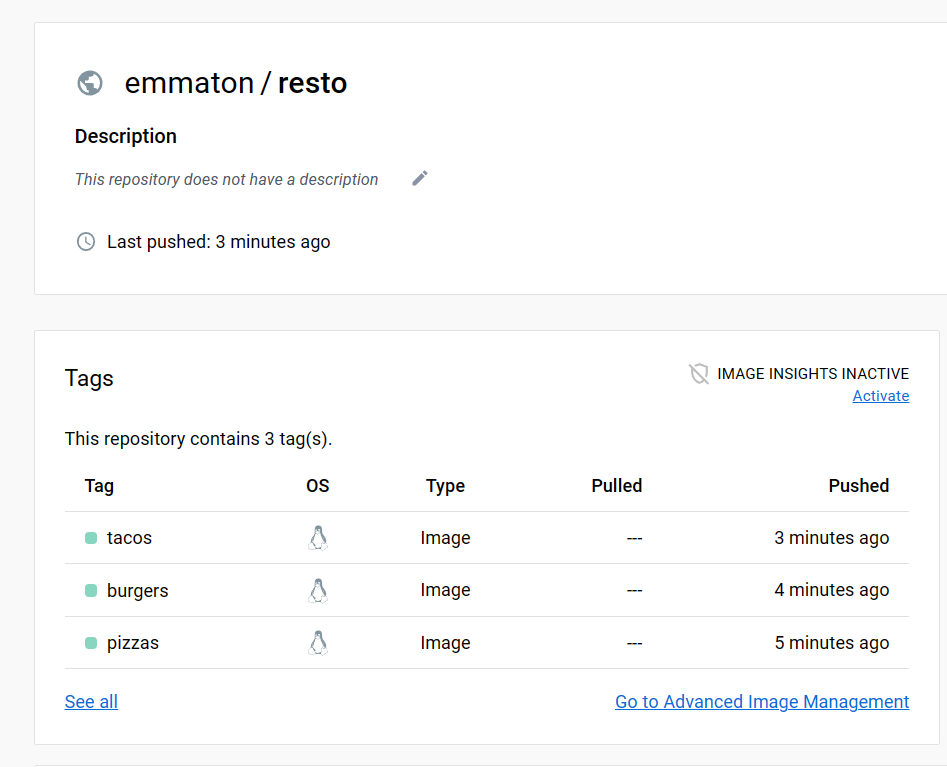 emmaton / resto
Description
This repository does not have a description
Last pushed: 3 minutes ago
Tags
IMAGE INSIGHTS INACTIVE
Activate
This repository contains 3 tag(s).
Tag OS Type Pulled Pushed
tacos Image --- 3 minutes ago
burgers Image --- 4 minutes ago
pizzas Image --- 5 minutes ago
See all Go to Advanced Image Management